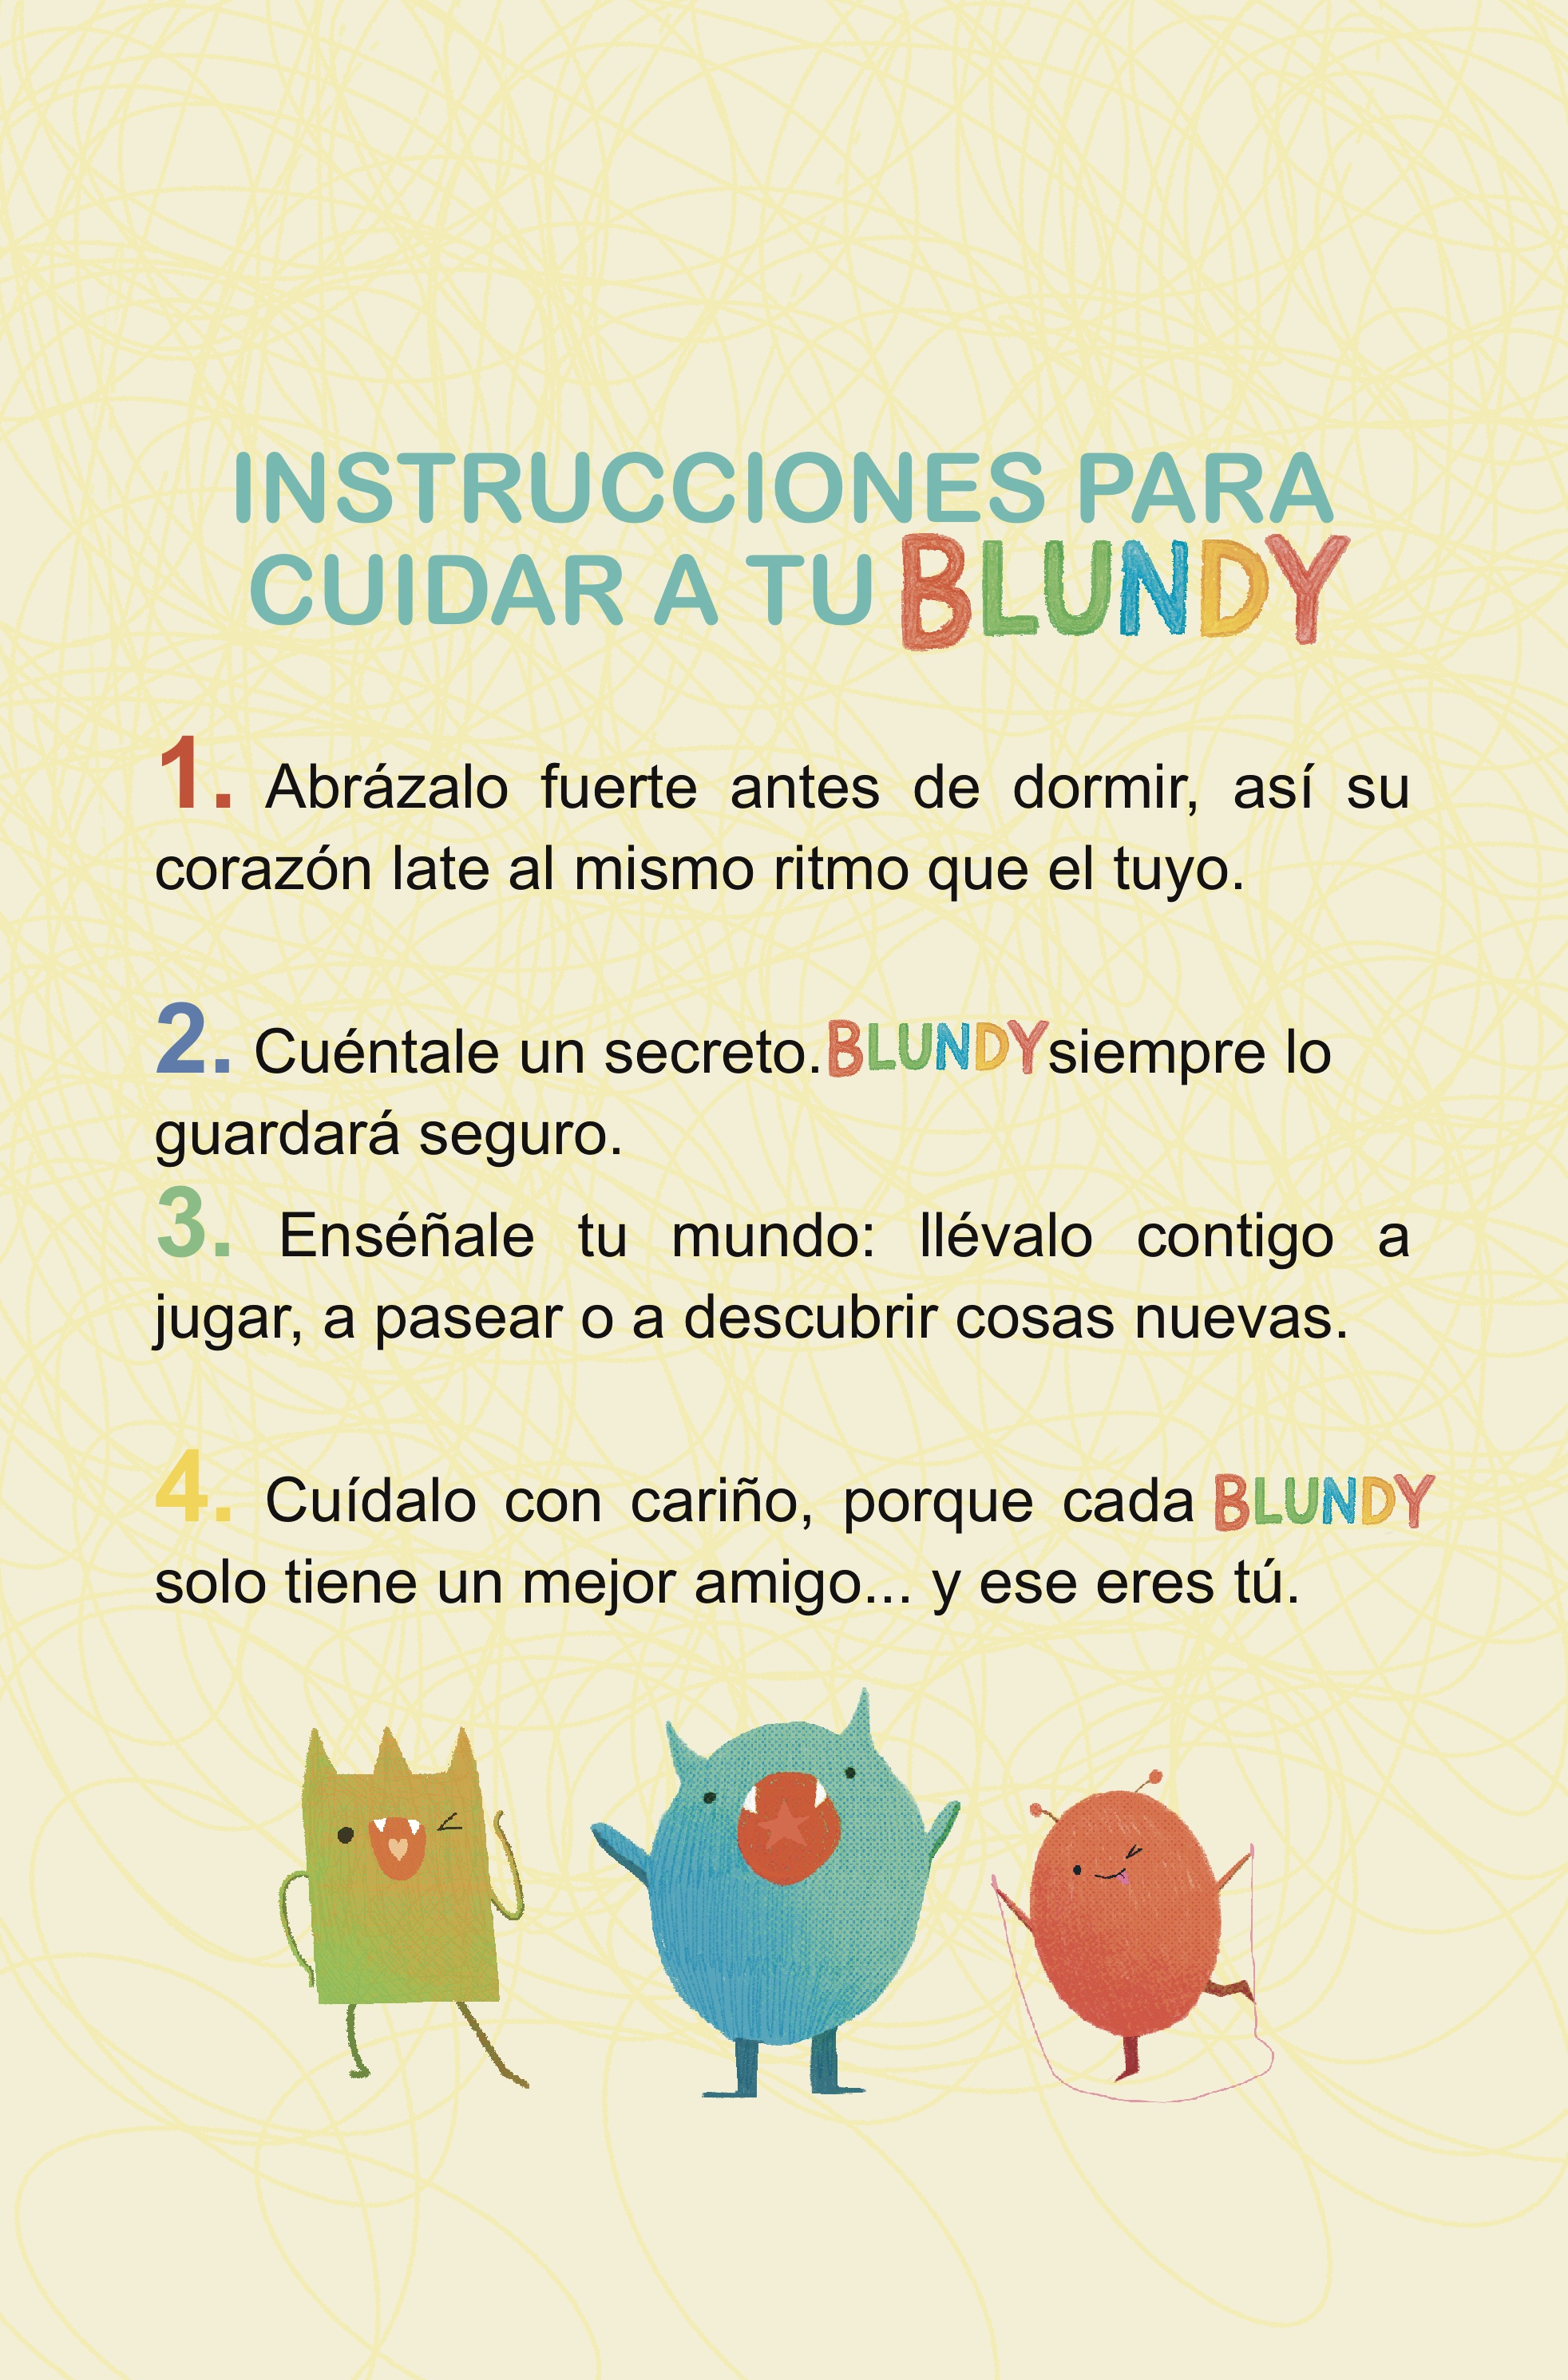 INSTRUCCIONES PARA
CUIDAR A TU BLUNDY
1. Abrázalo fuerte antes de dormir, así su
corazón late al mismo ritmo que el tuyo.
2. Cuéntale un secreto. BLUNDY siempre lo
guardará seguro.
3. Enséñale tu mundo: llévalo contigo a
jugar, a pasear o a descubrir cosas nuevas.
4. Cuídalo con cariño, porque cada BLUNDY
solo tiene un mejor amigo... y ese eres tú.